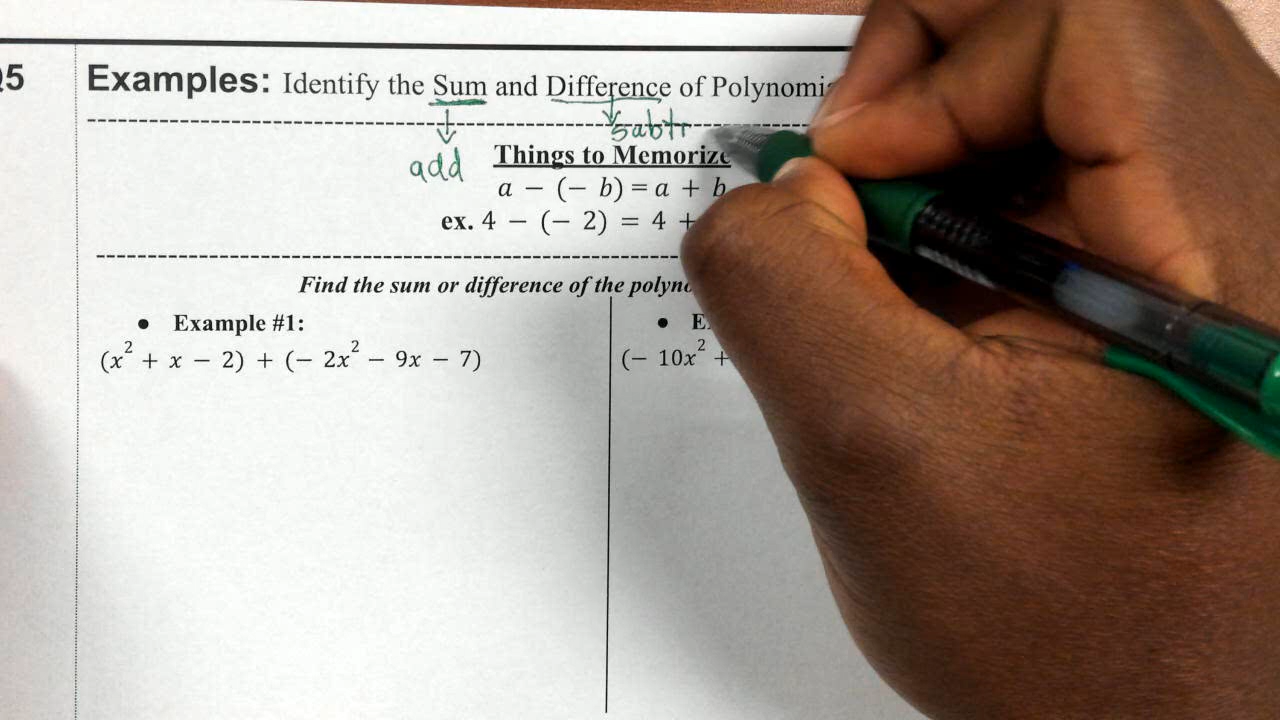 Examples: Identify the Sum and Difference of Polynomi
sabtr
add
Things to Memorize
a − (− b) = a + b
ex. 4 − (− 2) = 4 +
Find the sum or difference of the polyno
• Example #1:
(x² + x − 2) + (− 2x² − 9x − 7)
• E
(− 10x² +